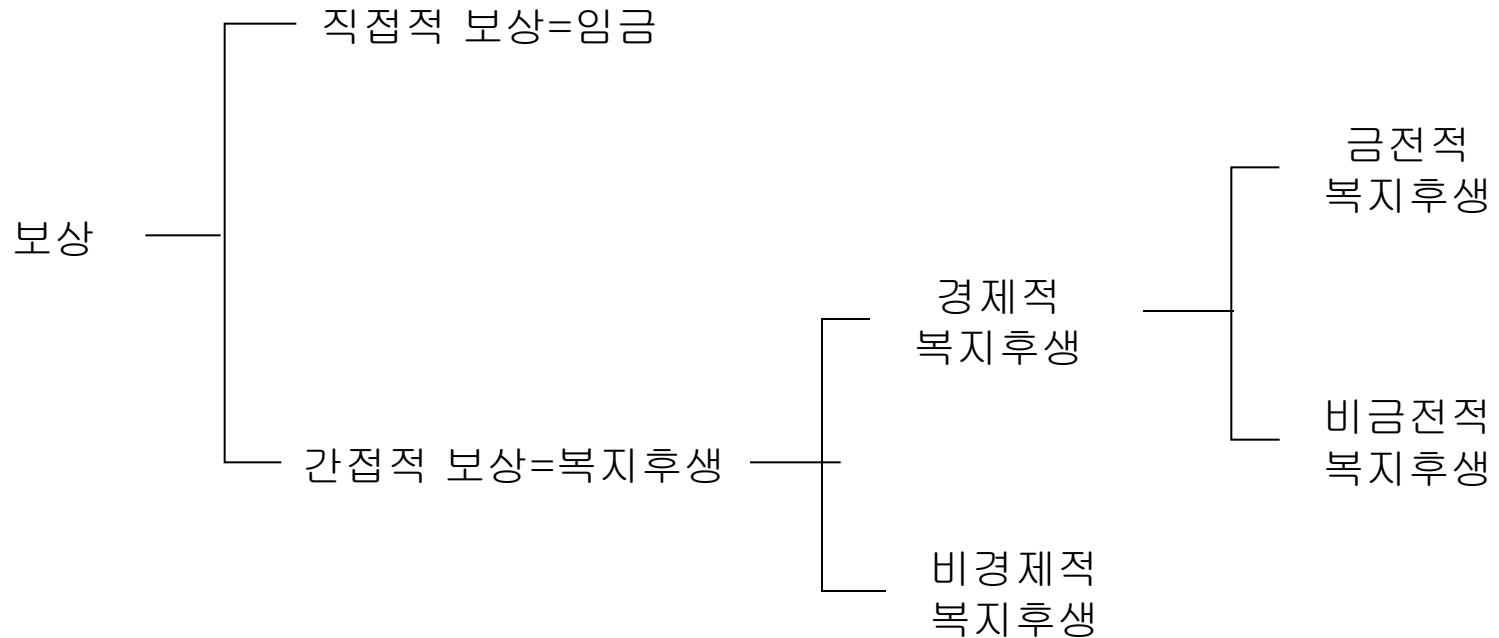 직접적 보상=임금
금전적
복지후생
보상
경제적
복지후생
비금전적
복지후생
간접적 보상=복지후생
비경제적
복지후생